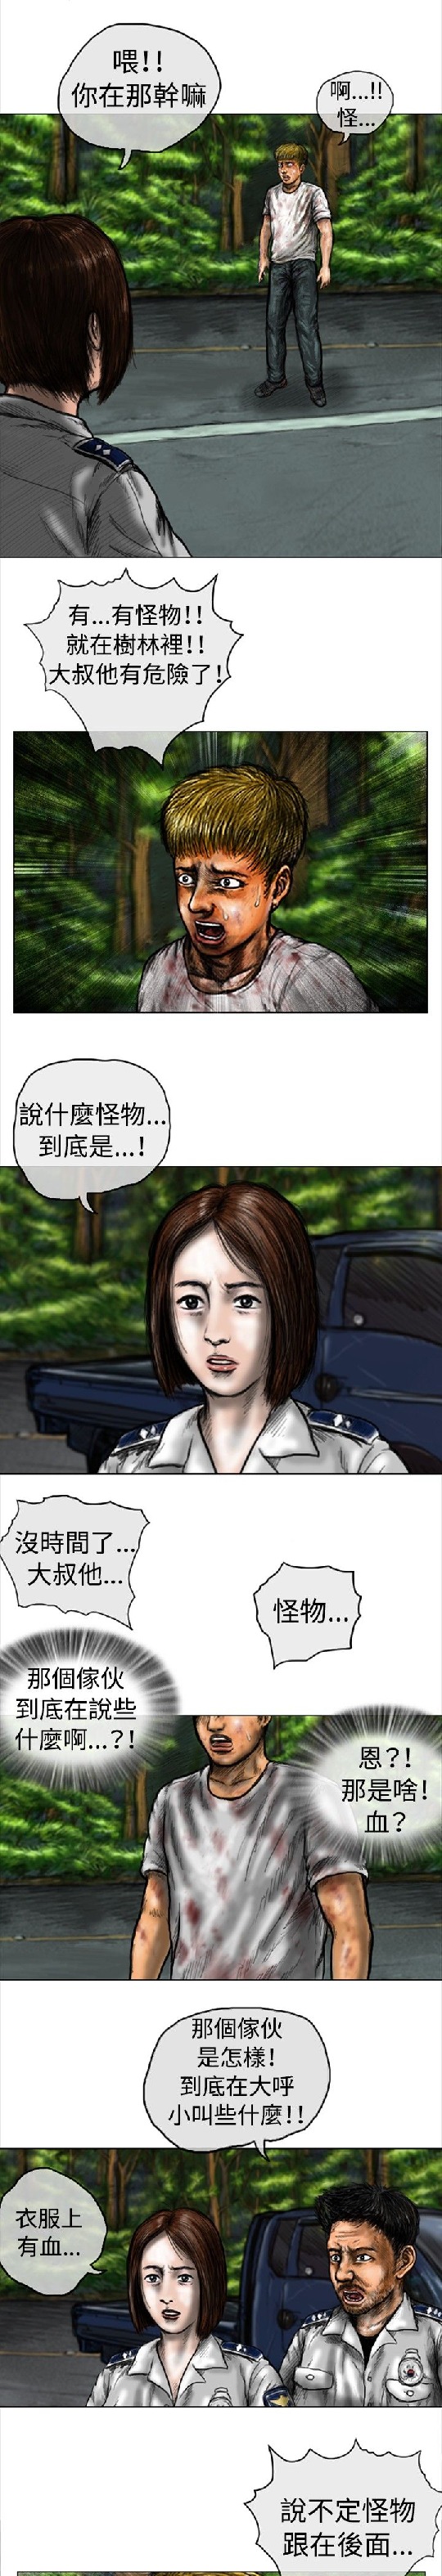 喂!!
你在那幹嘛
啊...!!
怪...
有...有怪物!!
就在樹林裡!!
大叔他有危險了!
說什麼怪物...
到底是...!
沒時間了...
大叔他...
怪物...
那個傢伙
到底在說些
什麼啊...?!
恩?!
那是啥!
血?
那個傢伙
是怎樣!
到底在大呼
小叫些什麼!!
衣服上
有血...
說不定怪物
跟在後面...